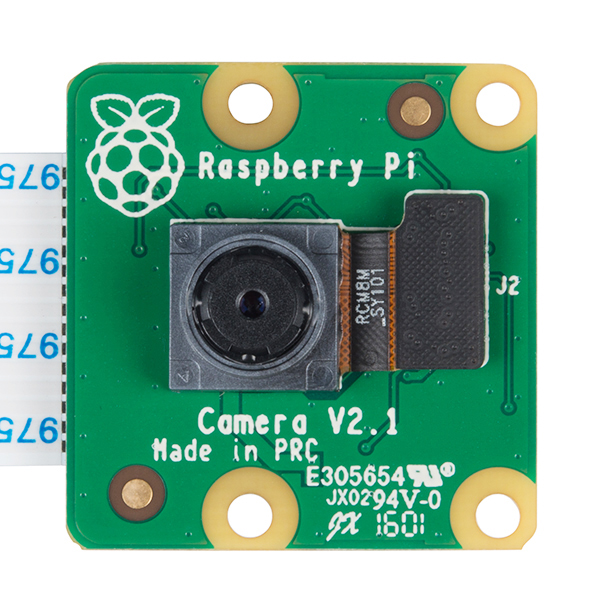 Raspberry Pi
J2
RCM8M
_SY101
Camera V2.1
Made in PRC
E305654
JX0294V-0
JX 1601
975
975
975
975